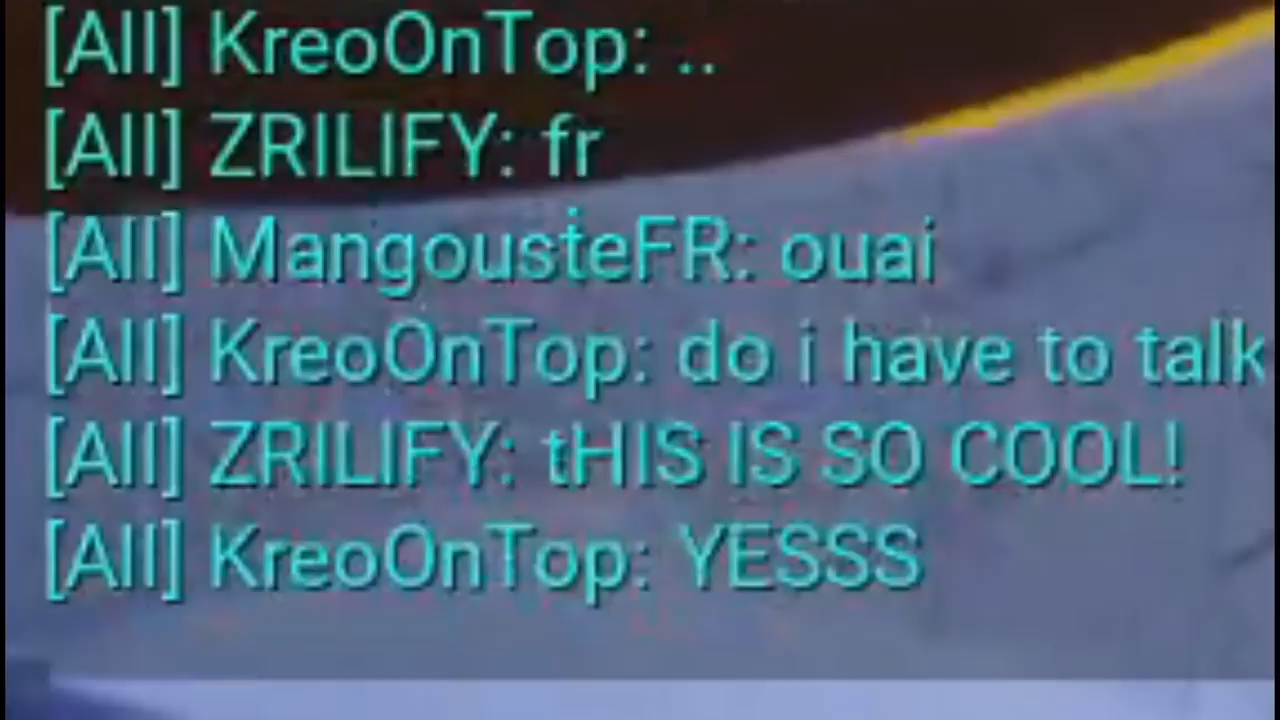 [All] KreoOnTop: ..
[All] ZRILIFY: fr
[All] MangousteFR: ouai
[All] KreoOnTop: do i have to talk
[All] ZRILIFY: tHIS IS SO COOL!
[All] KreoOnTop: YESSS